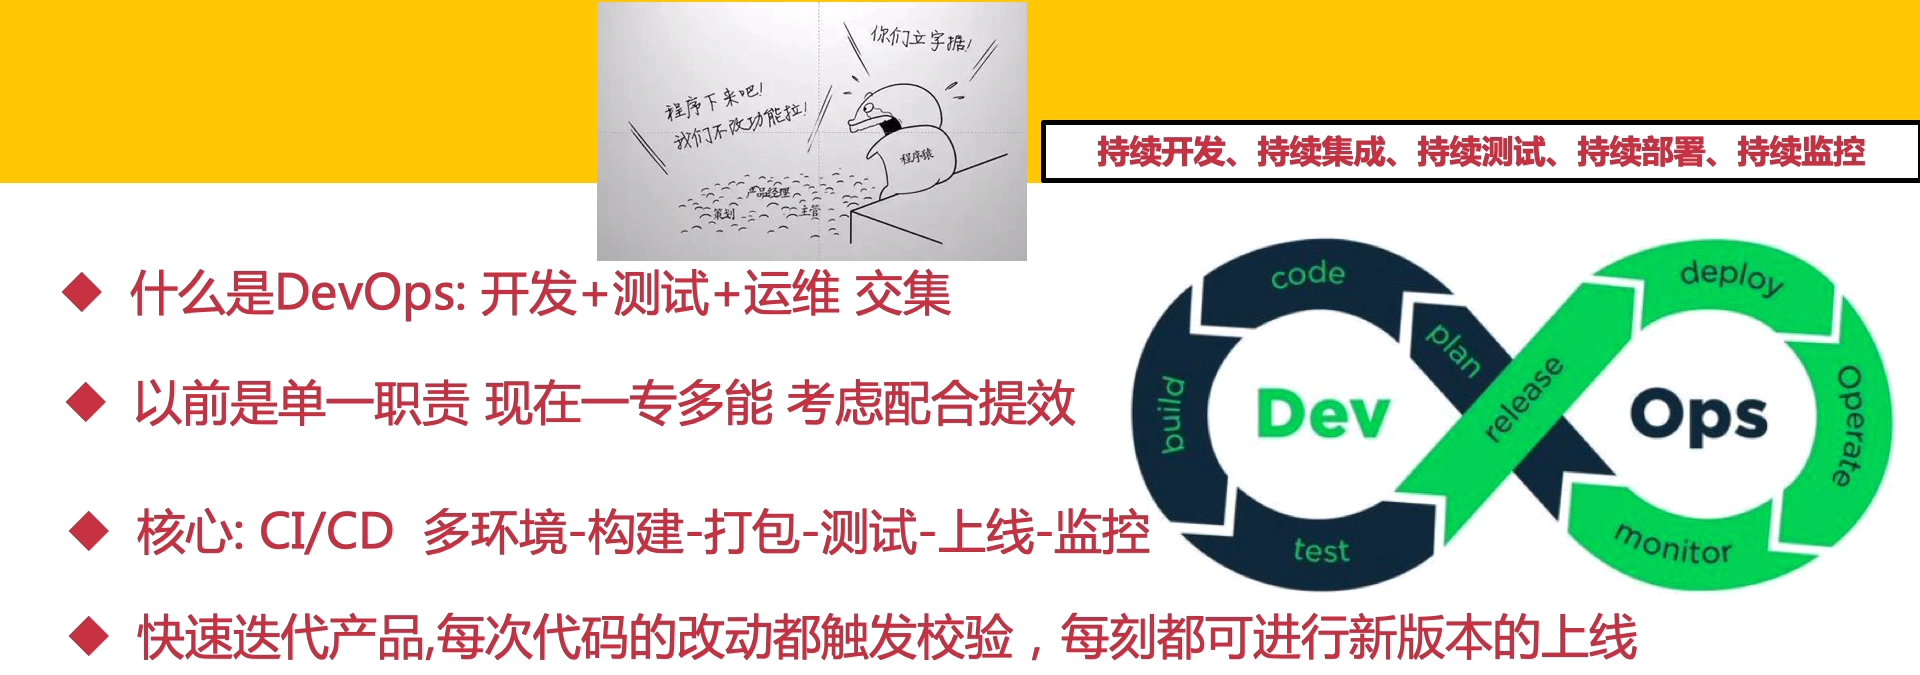 你们立字据!
程序下来吧!
我们不改功能拉!
程序猿
产品经理
策划
主管
持续开发、持续集成、持续测试、持续部署、持续监控
什么是DevOps: 开发+测试+运维 交集
以前是单一职责 现在一专多能 考虑配合提效
核心: CI/CD 多环境-构建-打包-测试-上线-监控
快速迭代产品,每次代码的改动都触发校验，每刻都可进行新版本的上线
code
plan
build
Dev
test
release
deploy
Operate
Ops
monitor